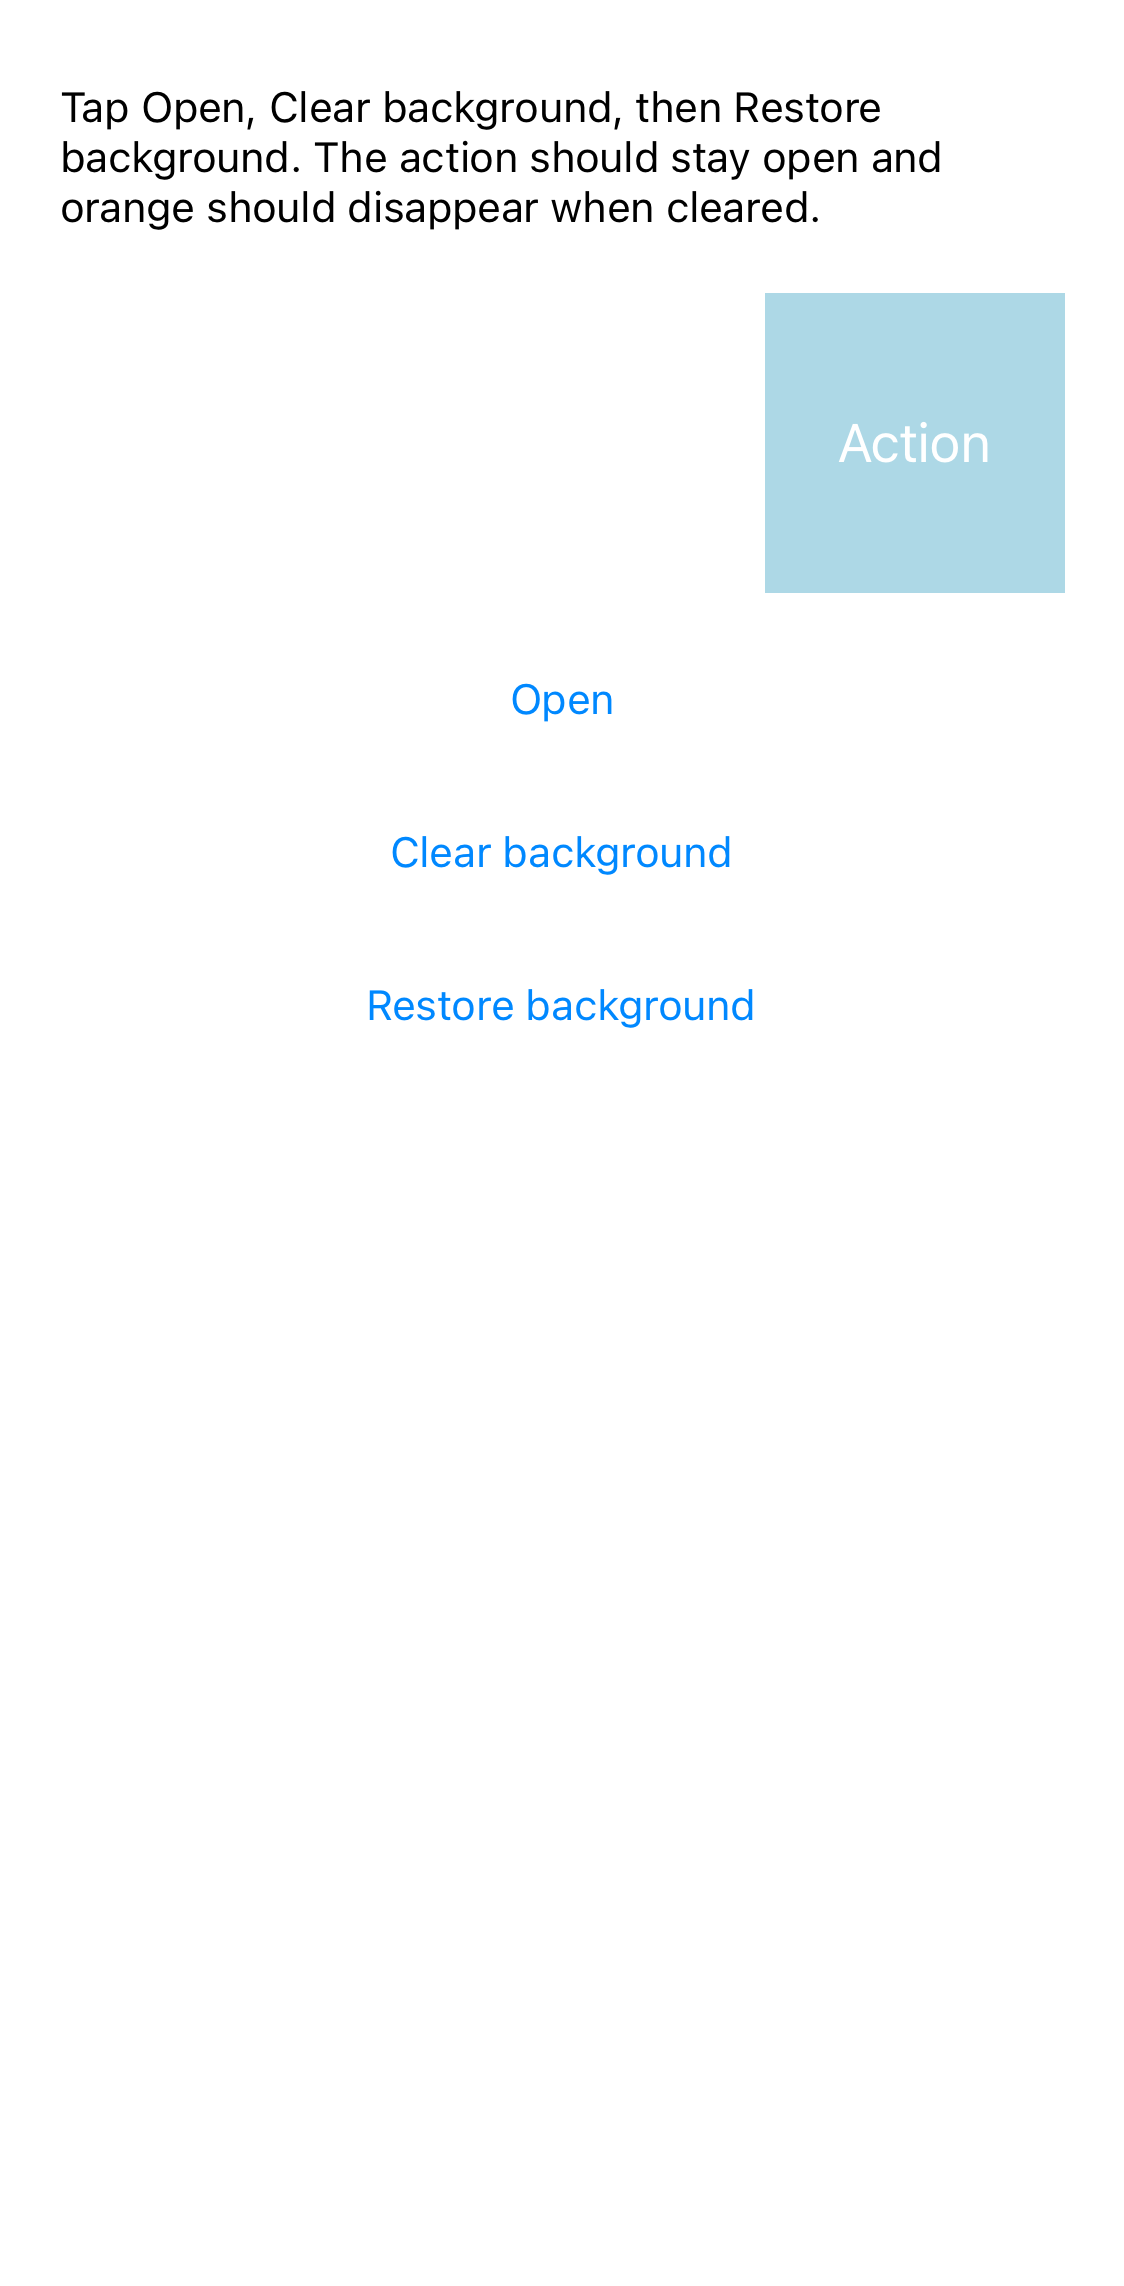 Tap Open, Clear background, then Restore
background. The action should stay open and
orange should disappear when cleared.
Action
Open
Clear background
Restore background